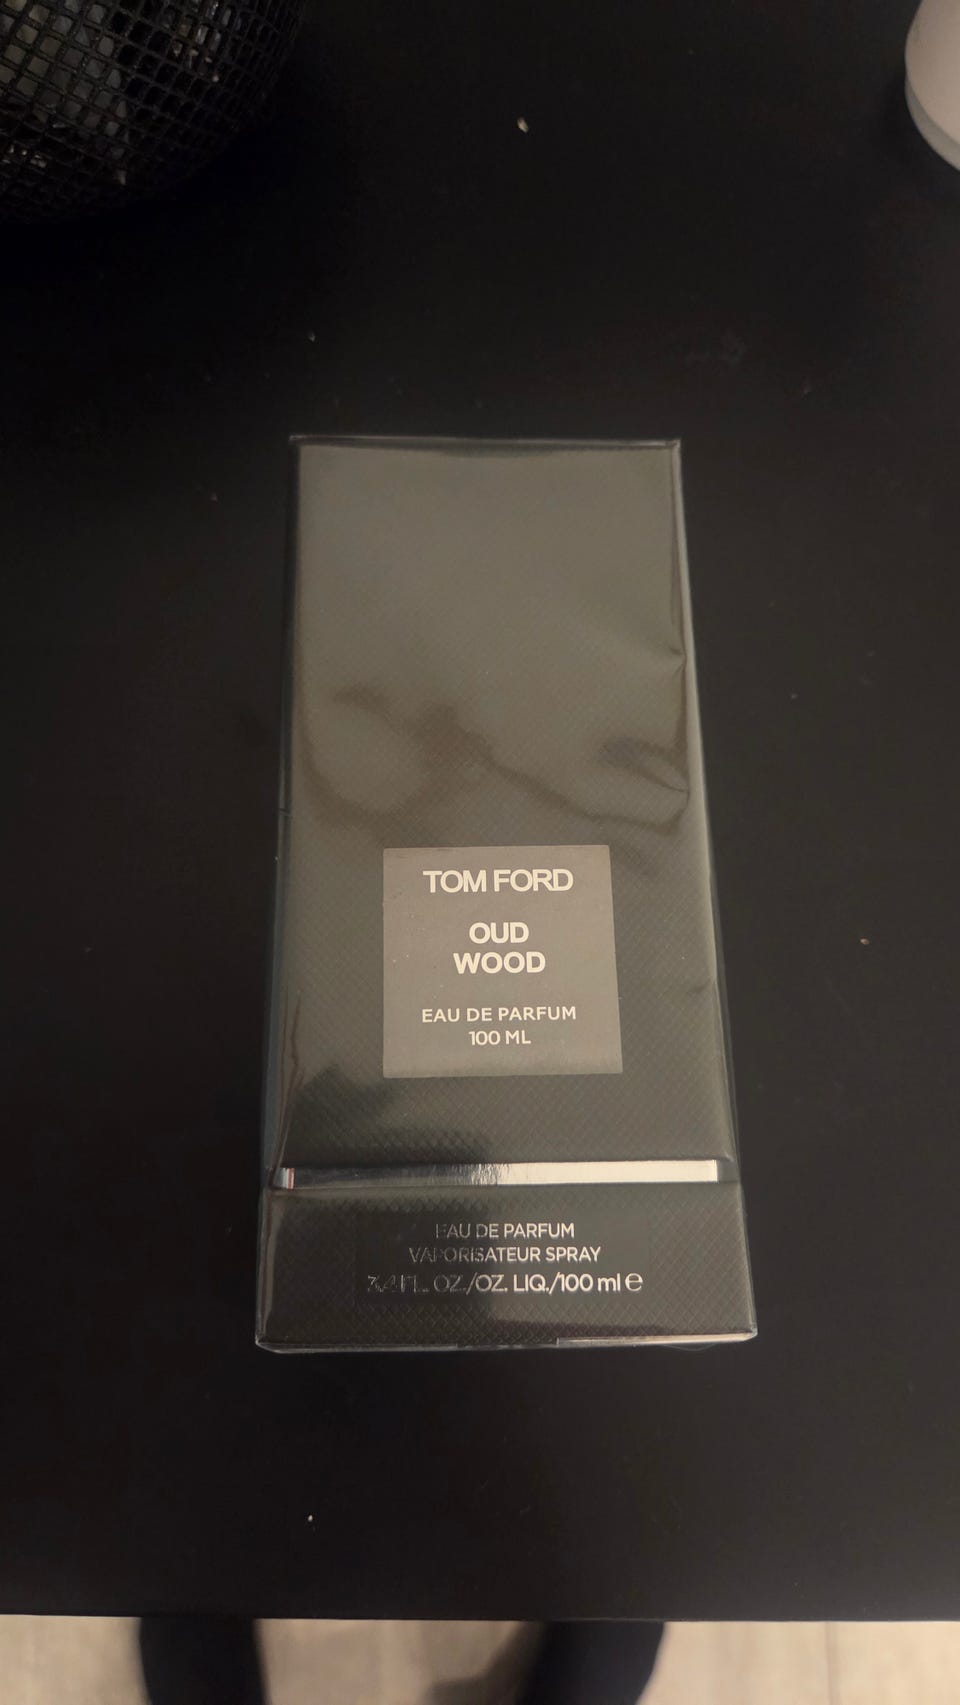 TOM FORD
OUD
WOOD
EAU DE PARFUM
100 ML
EAU DE PARFUM
VAPORISATEUR SPRAY
3.4 FL. OZ./OZ. LIQ./100 ml ℮